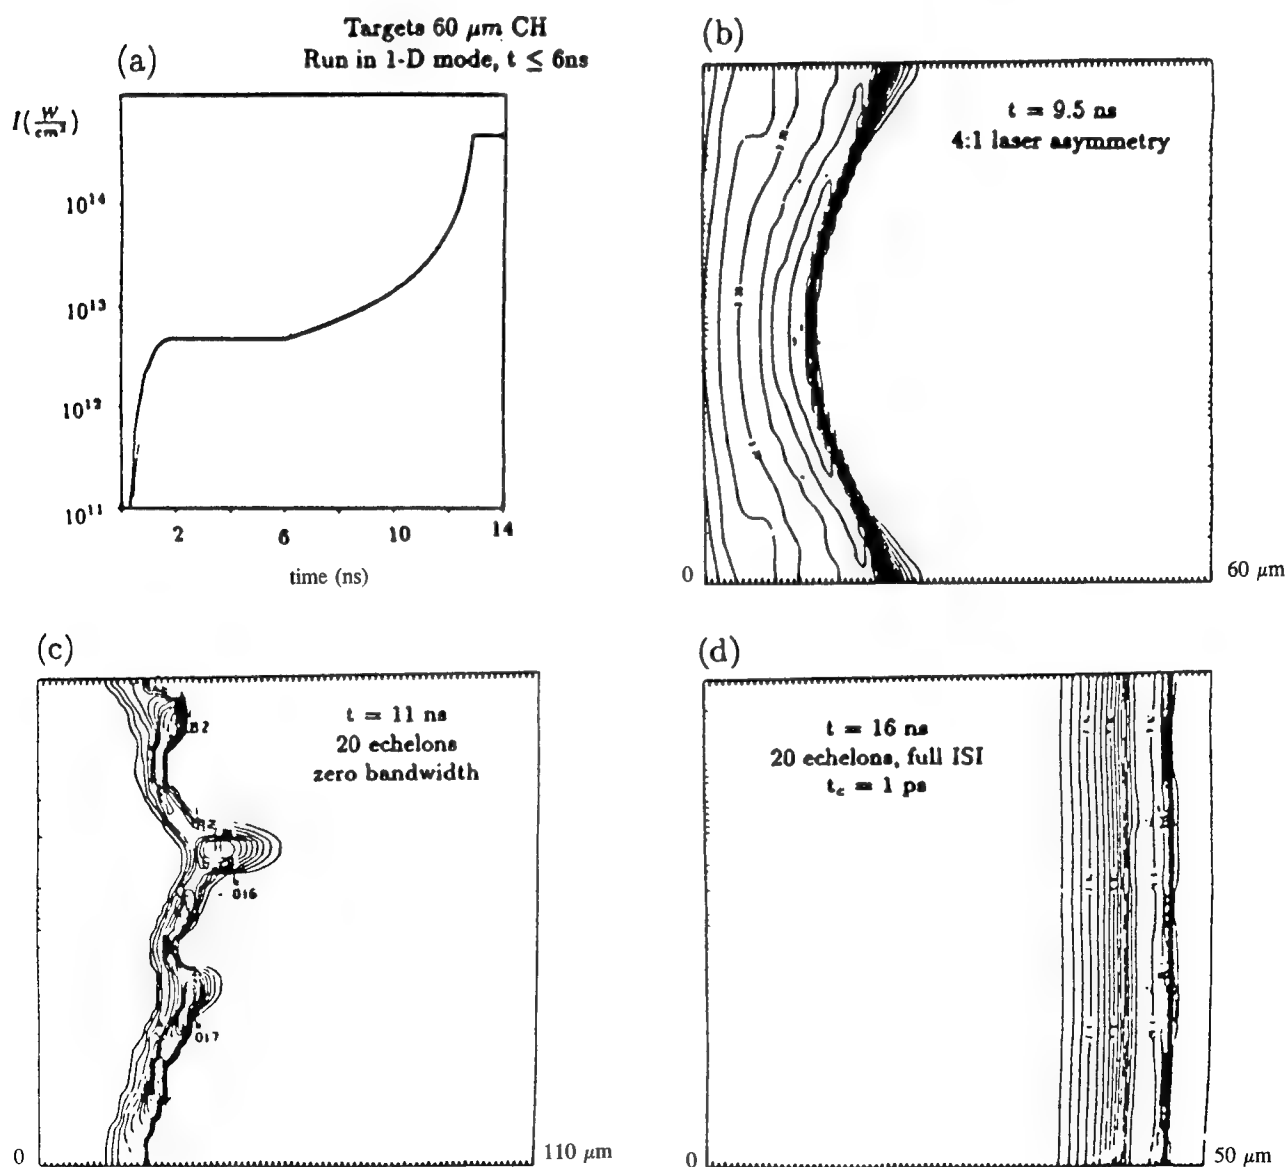 Targets 60 μm CH
Run in 1-D mode, t ≤ 6ns
(a)
I(W/cm²)
10¹⁴
10¹³
10¹²
10¹¹
2
6
10
14
time (ns)
(b)
t = 9.5 ns
4:1 laser asymmetry
0
60 μm
(c)
t = 11 ns
20 echelons
zero bandwidth
016
017
0
110 μm
(d)
t = 16 ns
20 echelons, full ISI
t_c = 1 ps
50 μm